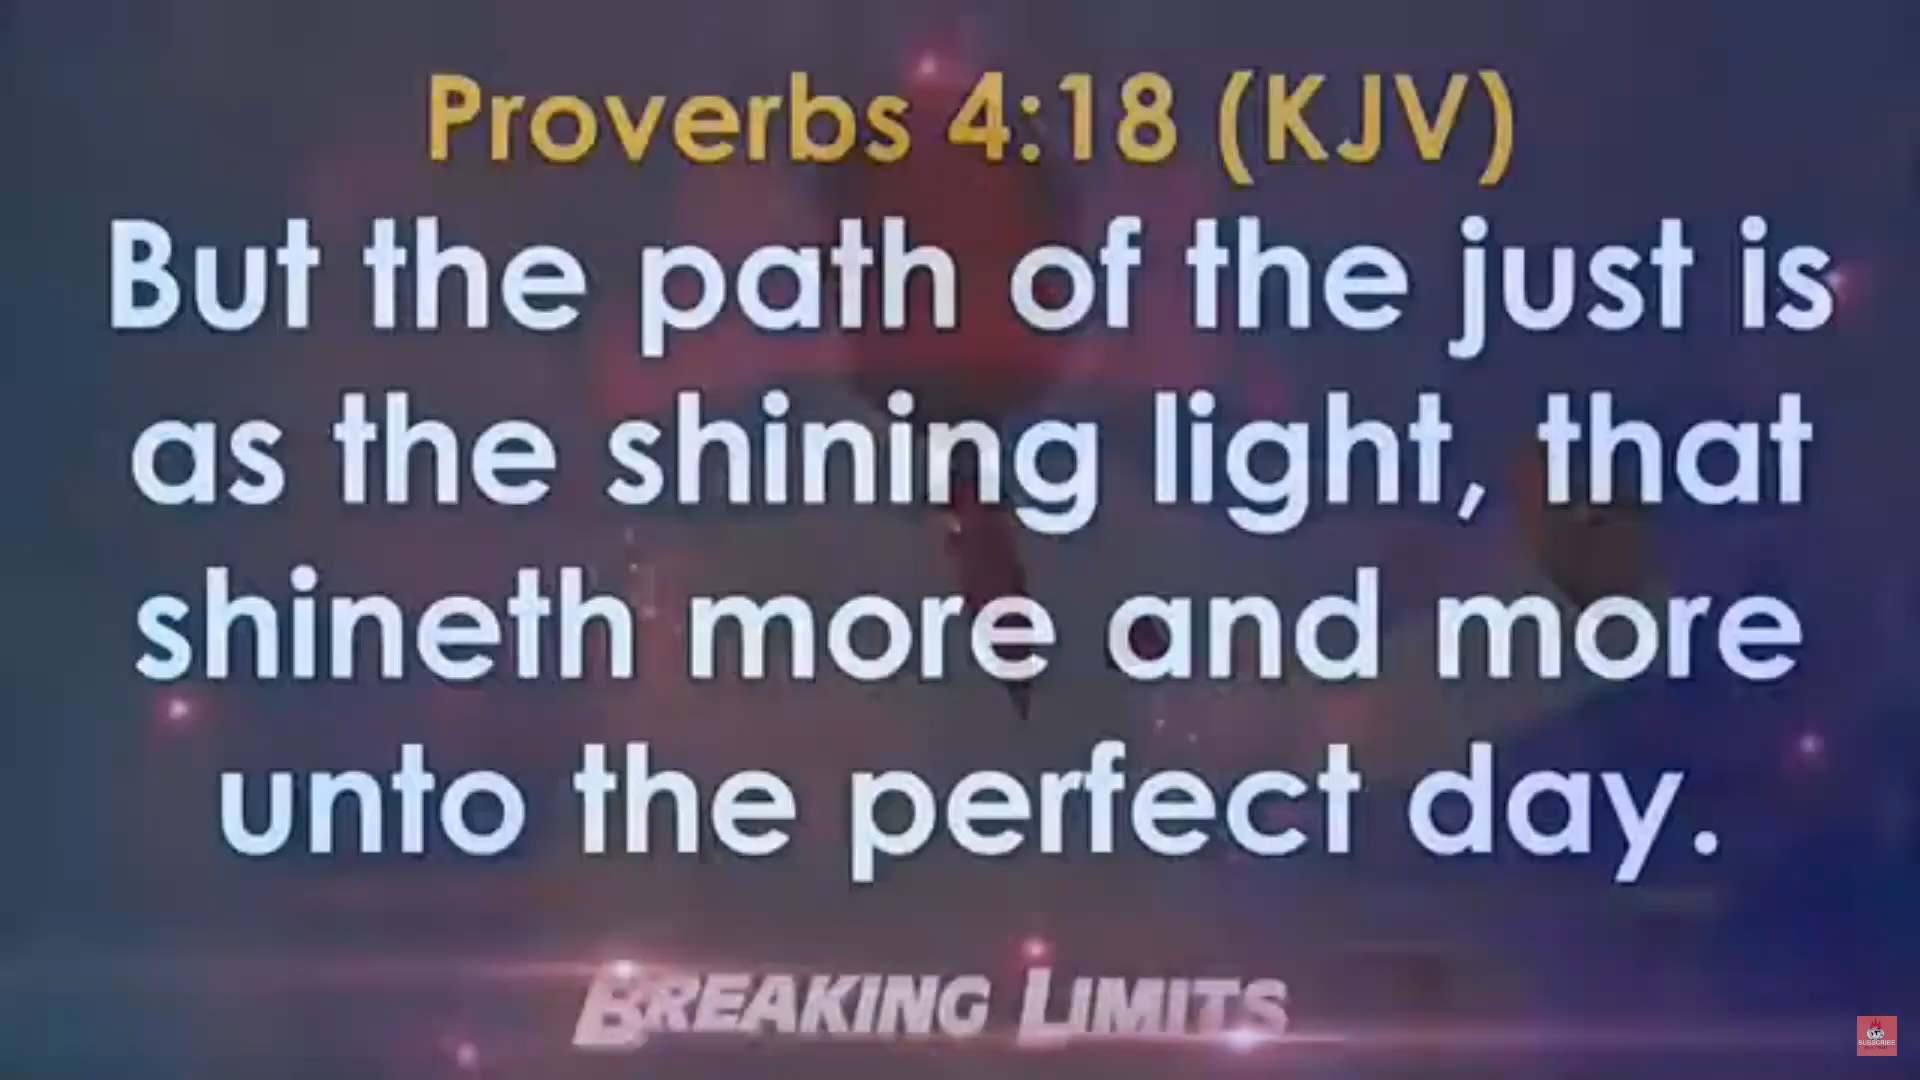 Proverbs 4:18 (KJV)
But the path of the just is
as the shining light, that
shineth more and more
unto the perfect day.
BREAKING LIMITS
SUBSCRIBE